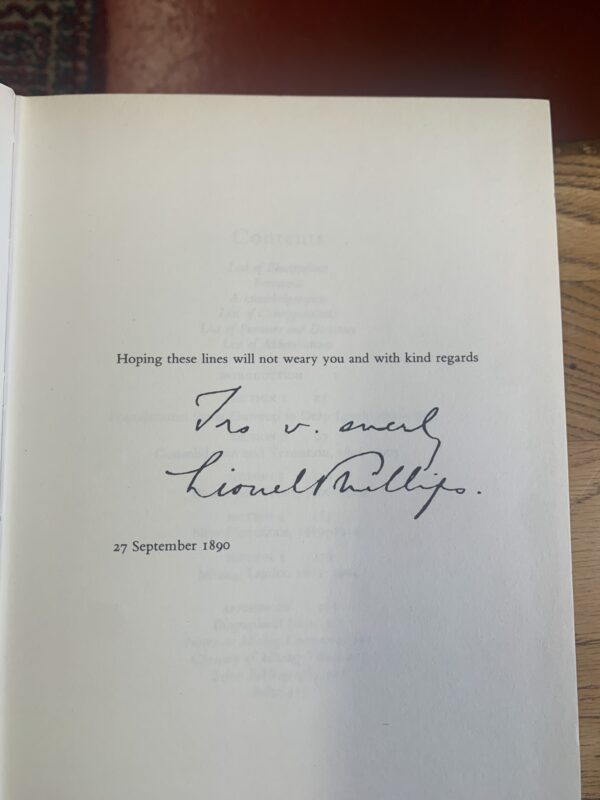 Hoping these lines will not weary you and with kind regards
Yrs v. sincerely
Lionel Phillips.
27 September 1890